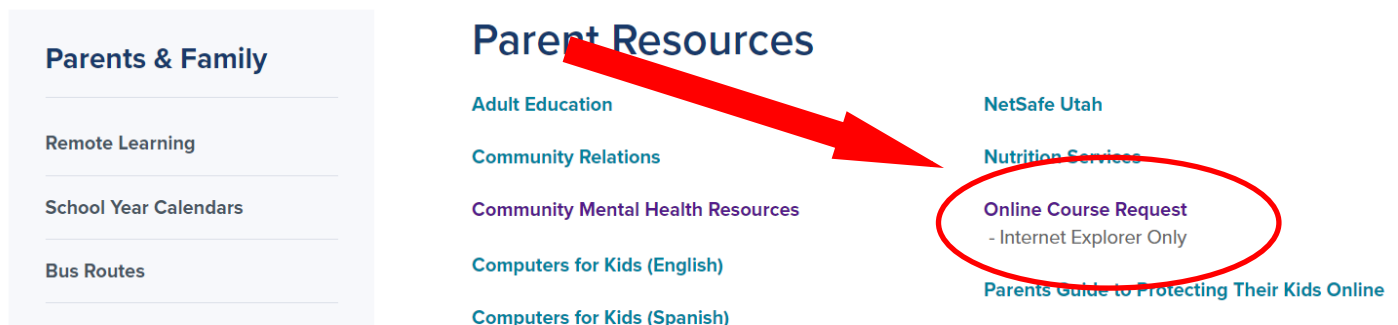 Parents & Family
Remote Learning
School Year Calendars
Bus Routes
Parent Resources
Adult Education
Community Relations
Community Mental Health Resources
Computers for Kids (English)
Computers for Kids (Spanish)
NetSafe Utah
Nutrition Services
Online Course Request
- Internet Explorer Only
Parents Guide to Protecting Their Kids Online